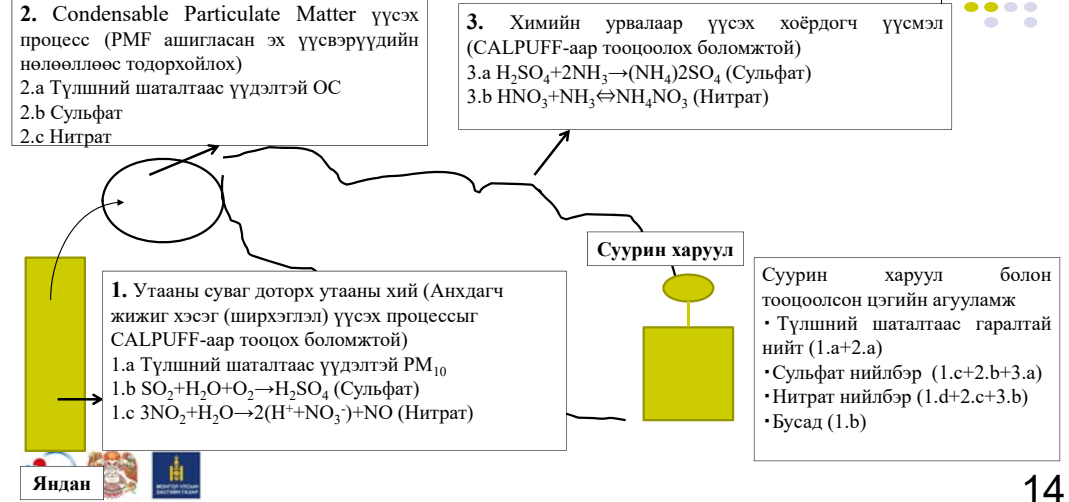 2. Condensable Particulate Matter үүсэх
процесс (PMF ашигласан эх үүсвэрүүдийн
нөлөөллөөс тодорхойлох)
2.a Түлшний шаталтаас үүдэлтэй OC
2.b Сульфат
2.c Нитрат
3. Химийн урвалаар үүсэх хоёрдогч үүсмэл
(CALPUFF-аар тооцоолох боломжтой)
3.a H₂SO₄+2NH₃→(NH₄)2SO₄ (Сульфат)
3.b HNO₃+NH₃⇔NH₄NO₃ (Нитрат)
Суурин харуул
1. Утааны суваг доторх утааны хий (Анхдагч
жижиг хэсэг (ширхэглэл) үүсэх процессыг
CALPUFF-аар тооцох боломжтой)
1.a Түлшний шаталтаас үүдэлтэй PM₁₀
1.b SO₂+H₂O+O₂→H₂SO₄ (Сульфат)
1.c 3NO₂+H₂O→2(H⁺+NO₃⁻)+NO (Нитрат)
Суурин харуул болон
тооцоолсон цэгийн агууламж
・Түлшний шаталтаас гаралтай
нийт (1.a+2.a)
・Сульфат нийлбэр (1.c+2.b+3.a)
・Нитрат нийлбэр (1.d+2.c+3.b)
・Бусад (1.b)
Яндан
МОНГОЛ УЛСЫН
ЗАСГИЙН ГАЗАР
14